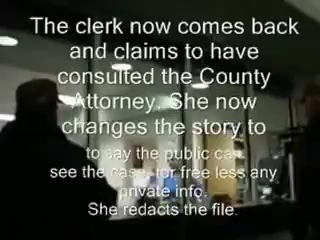 The clerk now comes back
and claims to have
consulted the County
Attorney. She now
changes the story to
to say the public can
see the case, for free less any
private info.
She redacts the file.